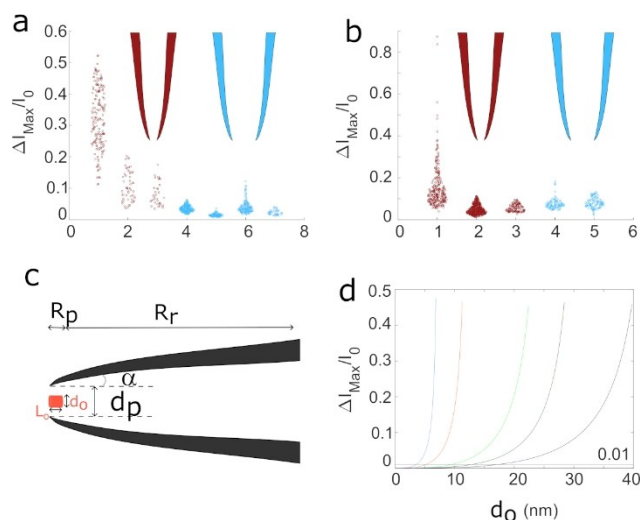 a
0.6
0.5
0.4
0.3
0.2
0.1
0
ΔI_Max/I_0
0 2 4 6 8
b
0.8
0.6
0.4
0.2
0
ΔI_Max/I_0
0 1 2 3 4 5 6
c
R_p R_r
α
d_o
d_p
L_o
d
0.5
0.4
0.3
0.2
0.1
0
ΔI_Max/I_0
0.01
0 10 20 30 40
d_o (nm)